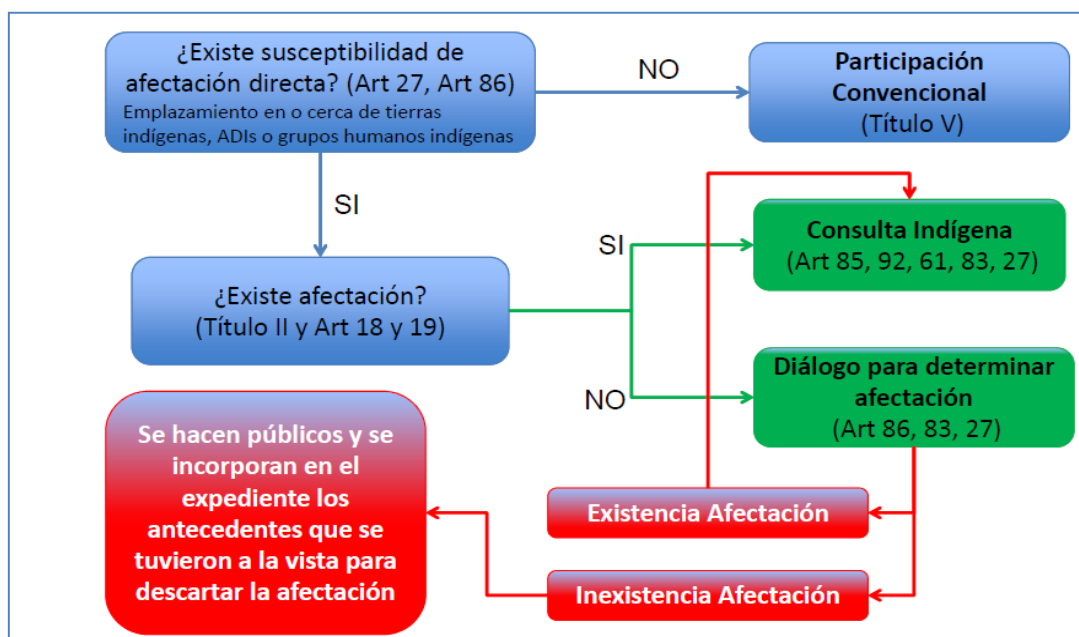 ¿Existe susceptibilidad de
afectación directa? (Art 27, Art 86)
Emplazamiento en o cerca de tierras
indígenas, ADIs o grupos humanos indígenas
NO
Participación
Convencional
(Título V)
SI
¿Existe afectación?
(Título II y Art 18 y 19)
SI
Consulta Indígena
(Art 85, 92, 61, 83, 27)
NO
Diálogo para determinar
afectación
(Art 86, 83, 27)
Existencia Afectación
Inexistencia Afectación
Se hacen públicos y se
incorporan en el
expediente los
antecedentes que se
tuvieron a la vista para
descartar la afectación